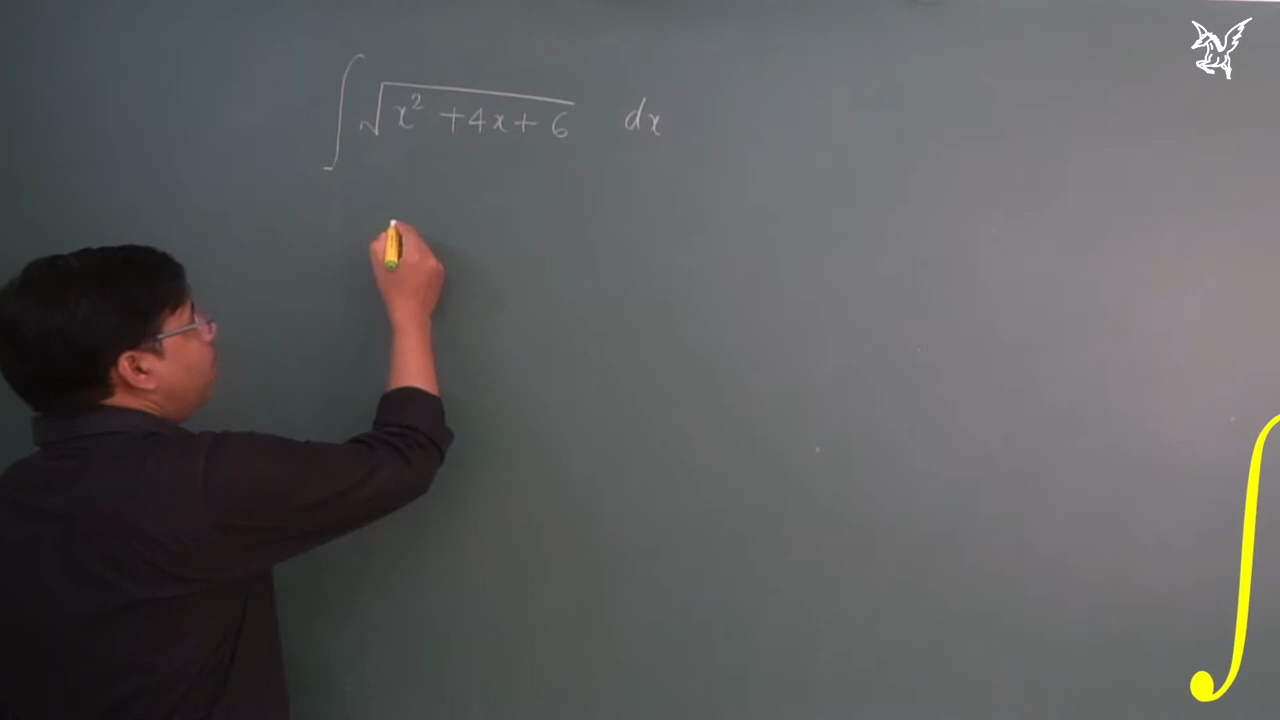 ∫ √(x² + 4x + 6) dx